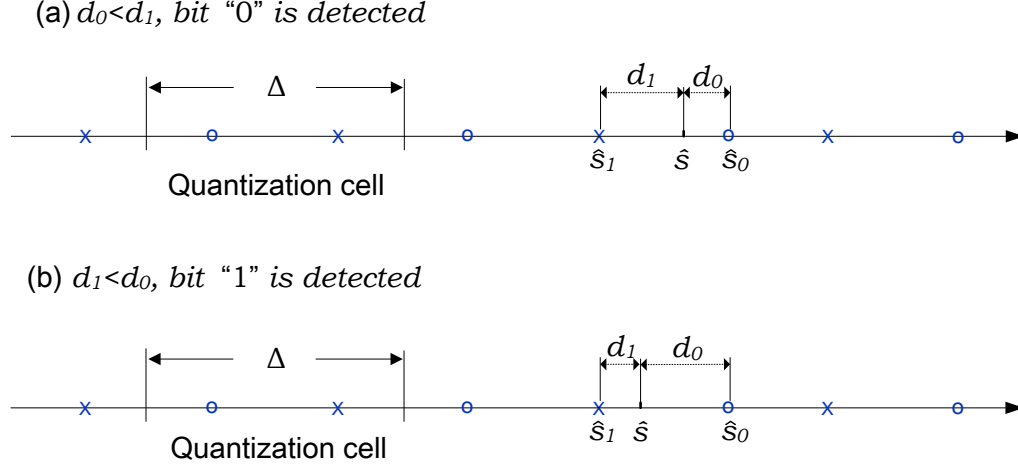 (a) d₀<d₁, bit “0” is detected
Δ d₁ d₀
x o x o x o x o
ŝ₁ ŝ ŝ₀
Quantization cell
(b) d₁<d₀, bit “1” is detected
Δ d₁ d₀
x o x o x o x o
ŝ₁ ŝ ŝ₀
Quantization cell